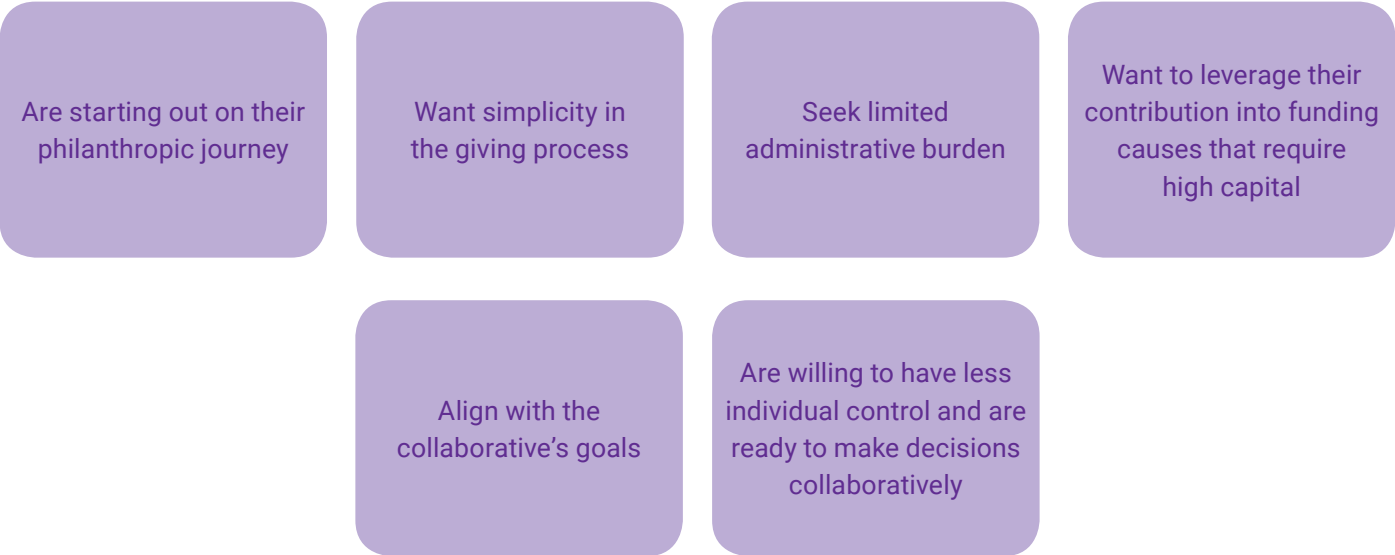 Are starting out on their
philanthropic journey
Want simplicity in
the giving process
Seek limited
administrative burden
Want to leverage their
contribution into funding
causes that require
high capital
Align with the
collaborative’s goals
Are willing to have less
individual control and are
ready to make decisions
collaboratively